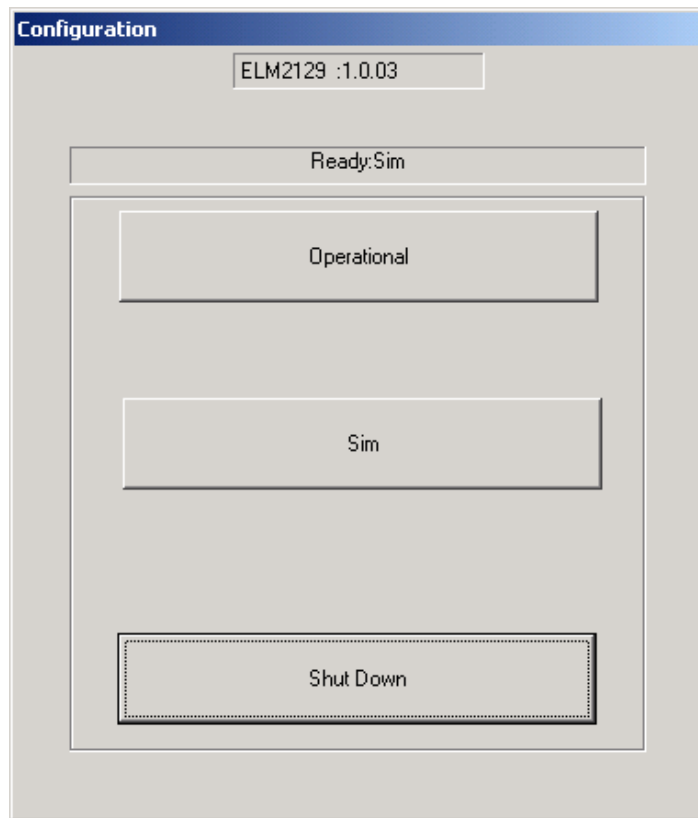 Configuration
ELM2129 :1.0.03
Ready:Sim
Operational
Sim
Shut Down